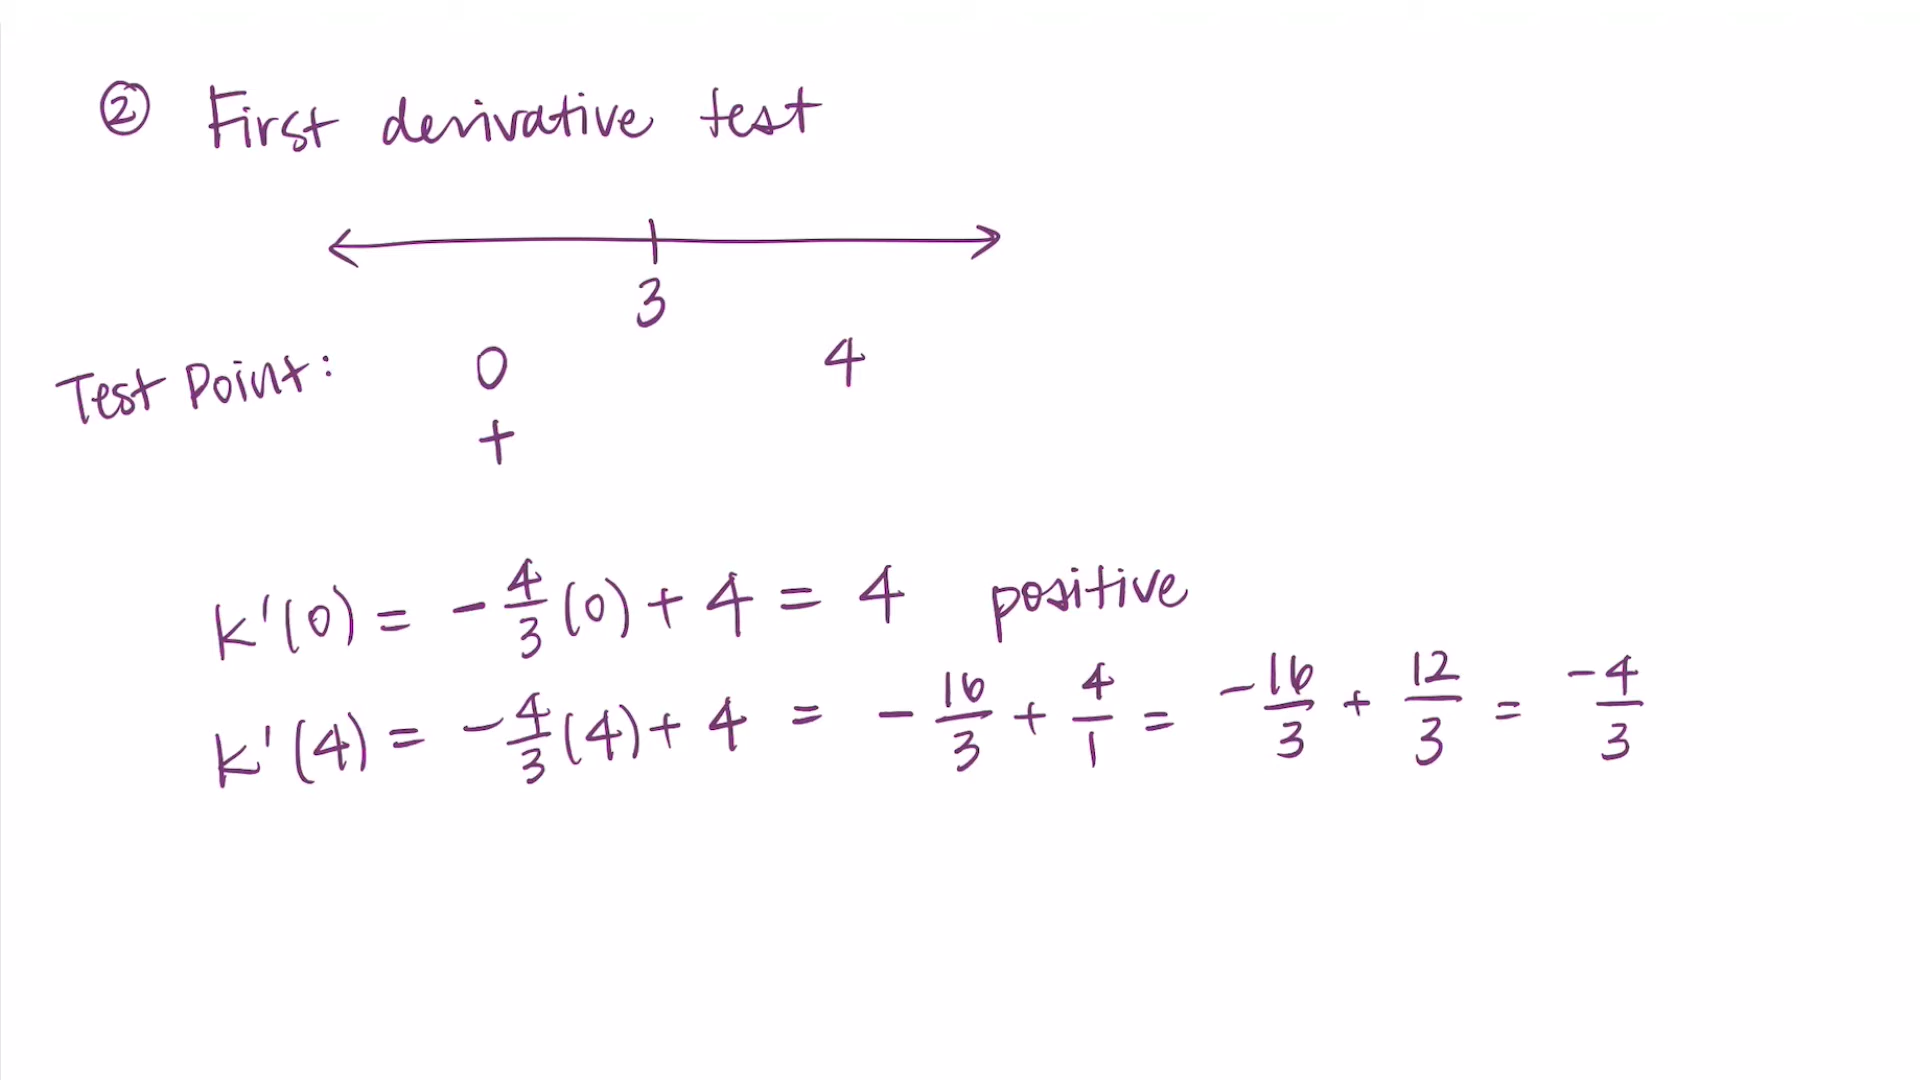 ② First derivative test
3
Test Point: 0 4
+
k'(0) = -4/3(0) + 4 = 4 positive
k'(4) = -4/3(4) + 4 = -16/3 + 4/1 = -16/3 + 12/3 = -4/3